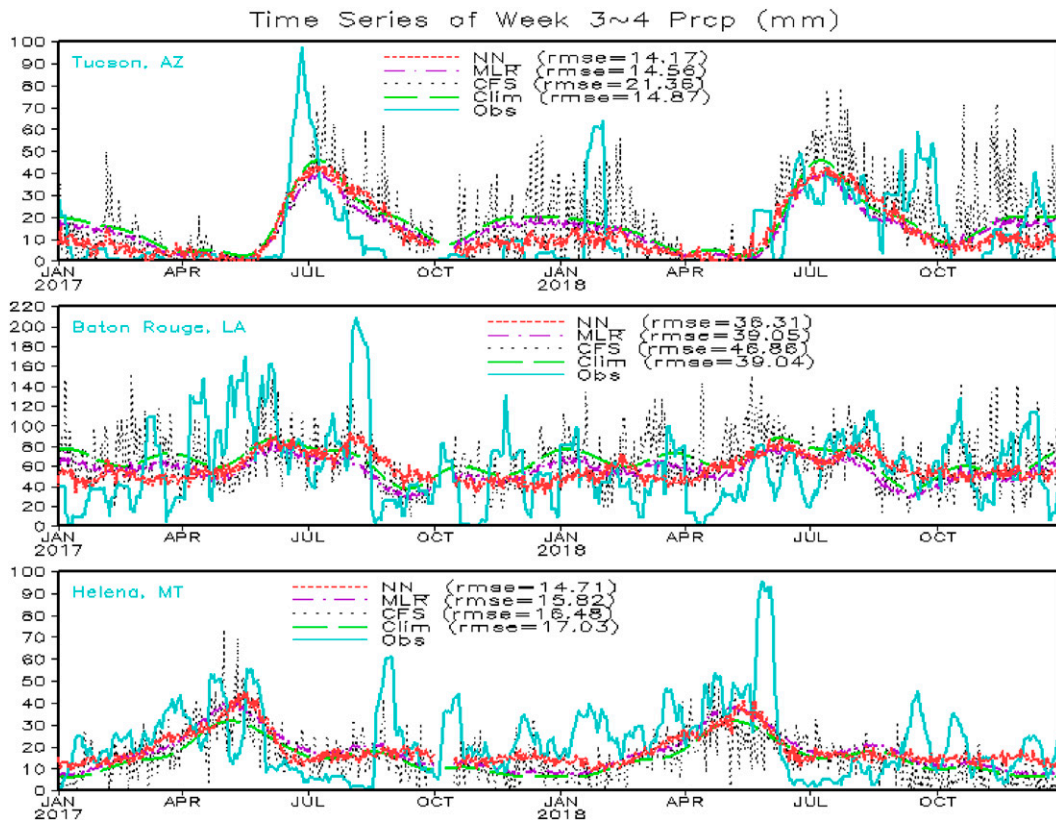 Time Series of Week 3~4 Prcp (mm)
100
90
80
70
60
50
40
30
20
10
0
Tucson, AZ
NN (rmse=14.17)
MLR (rmse=14.56)
CFS (rmse=21.36)
Clim (rmse=14.87)
Obs
JAN APR JUL OCT JAN APR JUL OCT
2017 2018
220
200
180
160
140
120
100
80
60
40
20
0
Baton Rouge, LA
NN (rmse=36.31)
MLR (rmse=39.05)
CFS (rmse=46.86)
Clim (rmse=39.04)
Obs
JAN APR JUL OCT JAN APR JUL OCT
2017 2018
100
90
80
70
60
50
40
30
20
10
0
Helena, MT
NN (rmse=14.71)
MLR (rmse=15.82)
CFS (rmse=16.48)
Clim (rmse=17.03)
Obs
JAN APR JUL OCT JAN APR JUL OCT
2017 2018